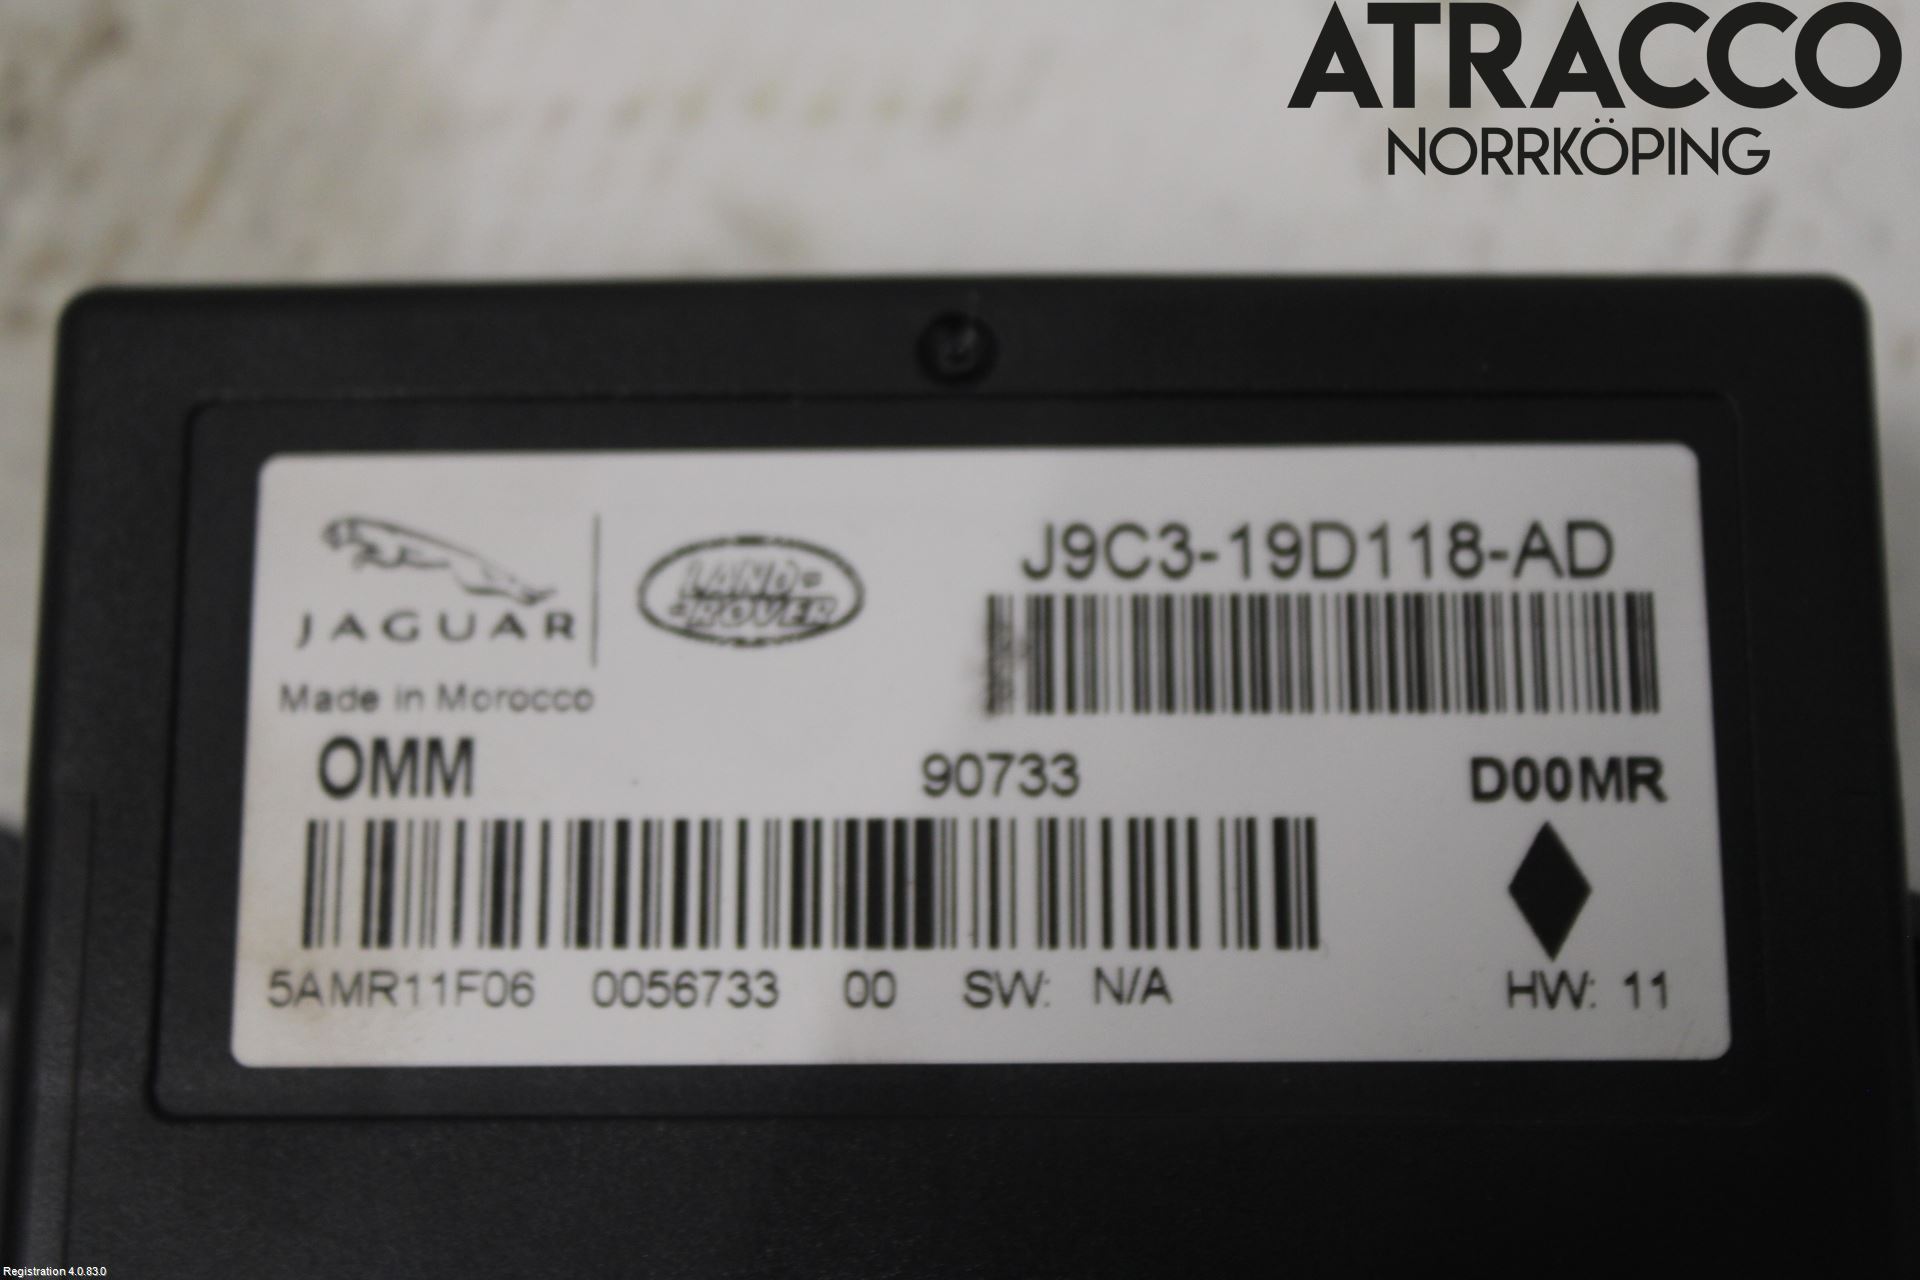 ATRACCO
NORRKÖPING
JAGUAR
LAND-
ROVER
J9C3-19D118-AD
Made in Morocco
OMM 90733 D00MR
5AMR11F06 0056733 00 SW: N/A HW: 11
Registration 4.0.83.0